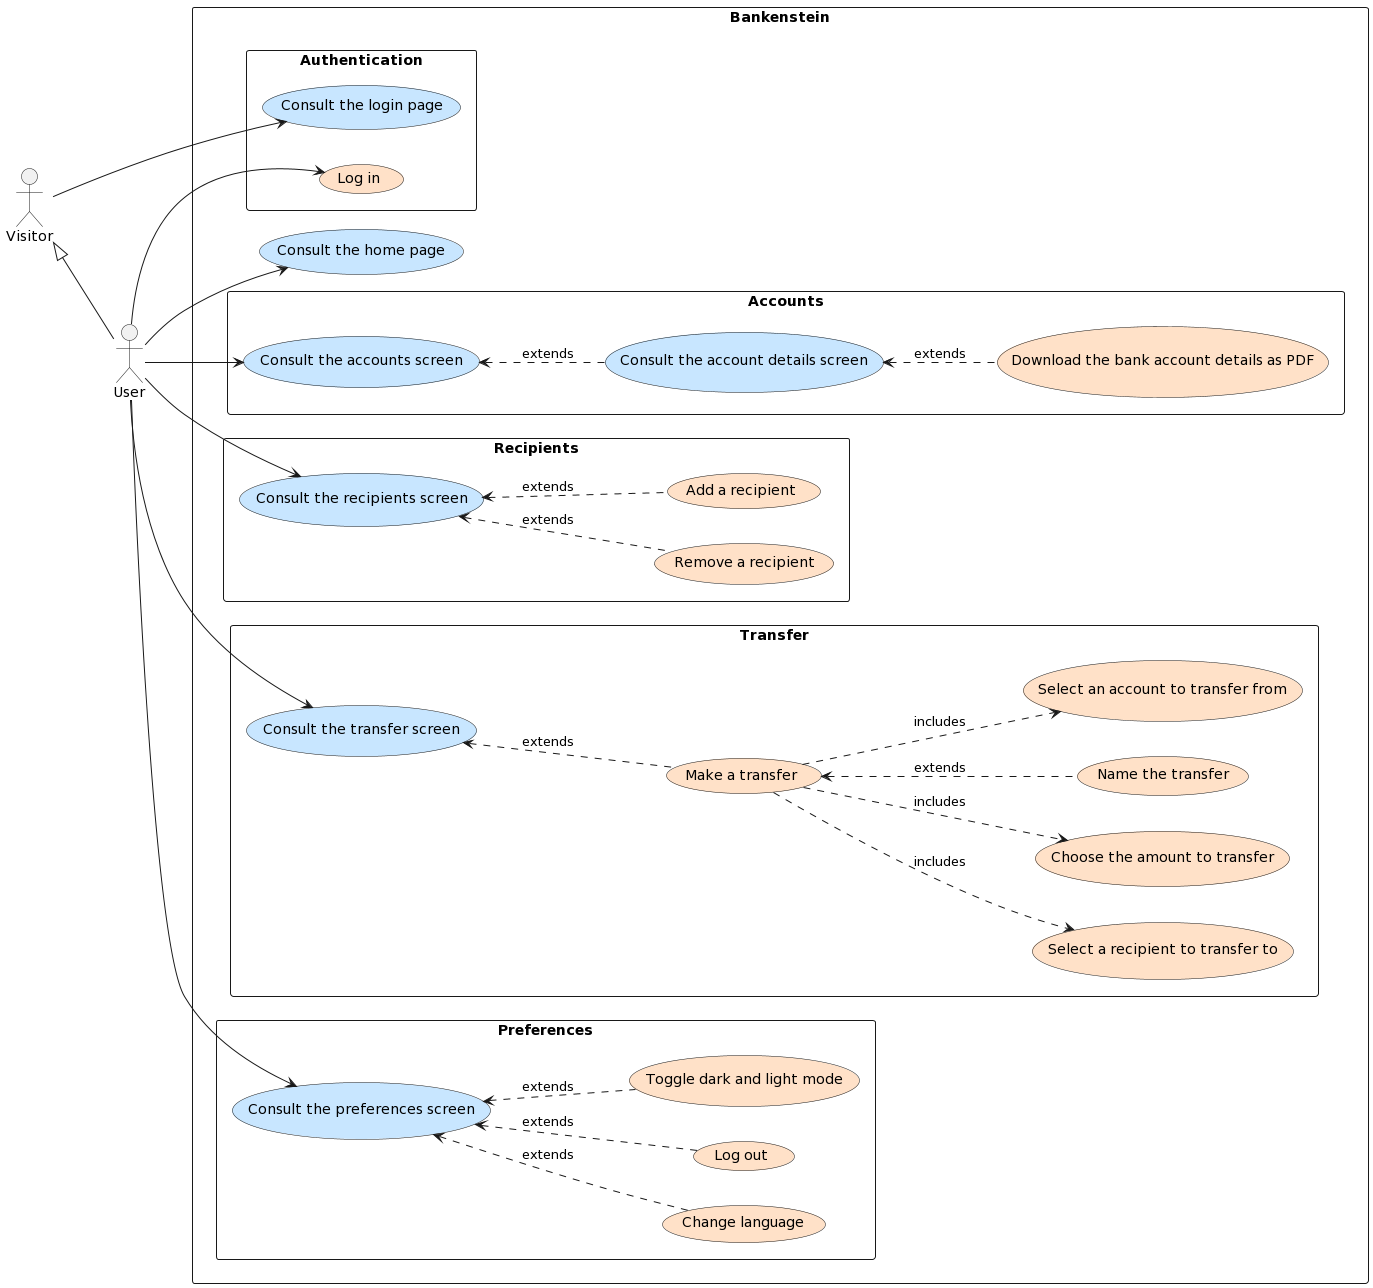 Bankenstein
Authentication
Consult the login page
Log in
Visitor
Consult the home page
User
Accounts
Consult the accounts screen
extends
Consult the account details screen
extends
Download the bank account details as PDF
Recipients
Consult the recipients screen
extends
Add a recipient
extends
Remove a recipient
Transfer
Consult the transfer screen
extends
Make a transfer
includes
Select an account to transfer from
extends
Name the transfer
includes
Choose the amount to transfer
includes
Select a recipient to transfer to
Preferences
Consult the preferences screen
extends
Toggle dark and light mode
extends
Log out
extends
Change language